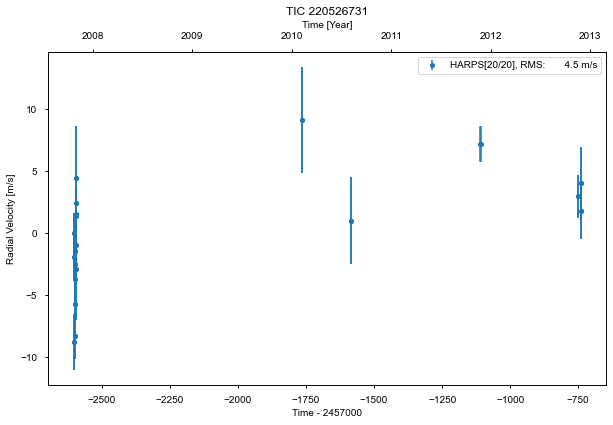 TIC 220526731
Time [Year]
2008 2009 2010 2011 2012 2013
HARPS[20/20], RMS: 4.5 m/s
Radial Velocity [m/s]
10
5
0
−5
−10
−2500 −2250 −2000 −1750 −1500 −1250 −1000 −750
Time - 2457000